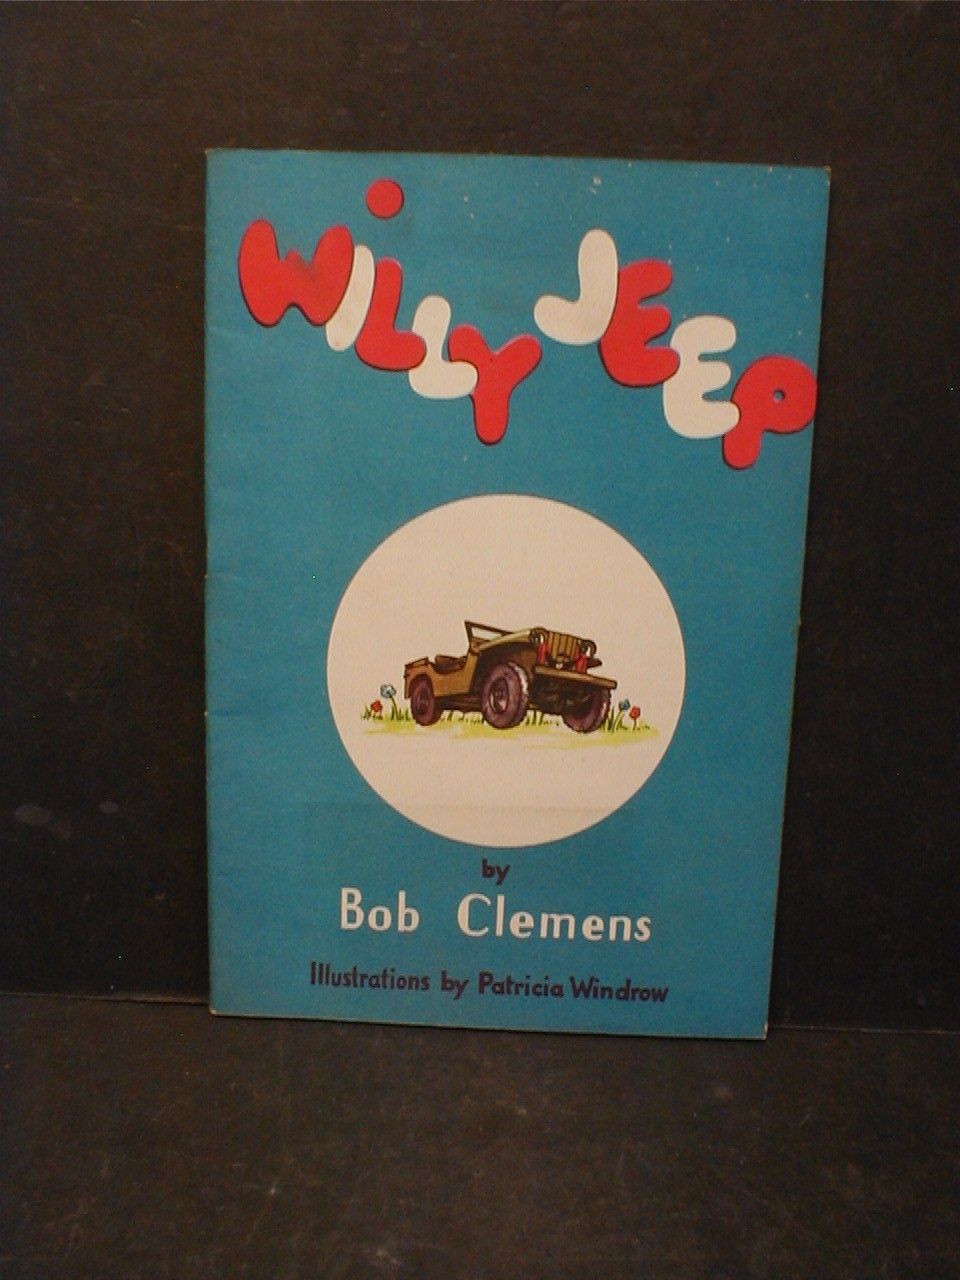 WiLLY JEEP
by
Bob Clemens
Illustrations by Patricia Windrow